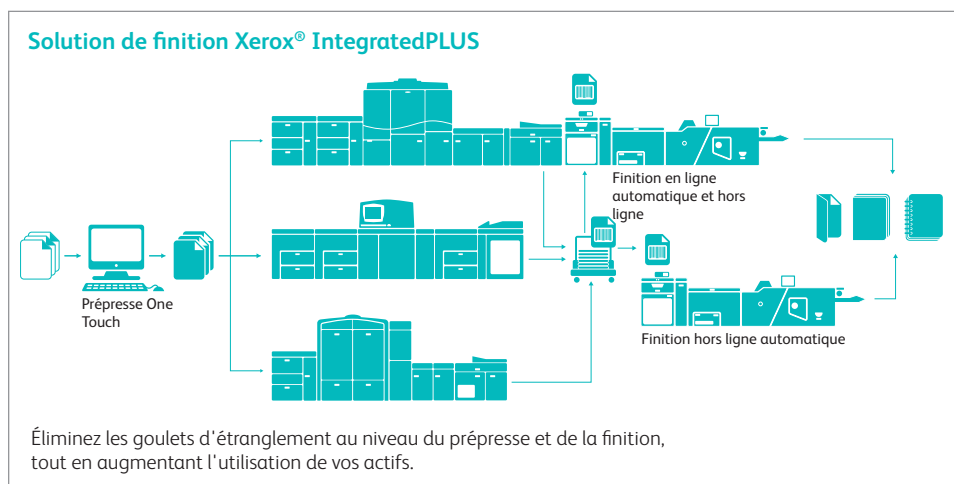 Solution de finition Xerox® IntegratedPLUS
Finition en ligne
automatique et hors
ligne
Prépresse One
Touch
Finition hors ligne automatique
Éliminez les goulets d'étranglement au niveau du prépresse et de la finition,
tout en augmentant l'utilisation de vos actifs.